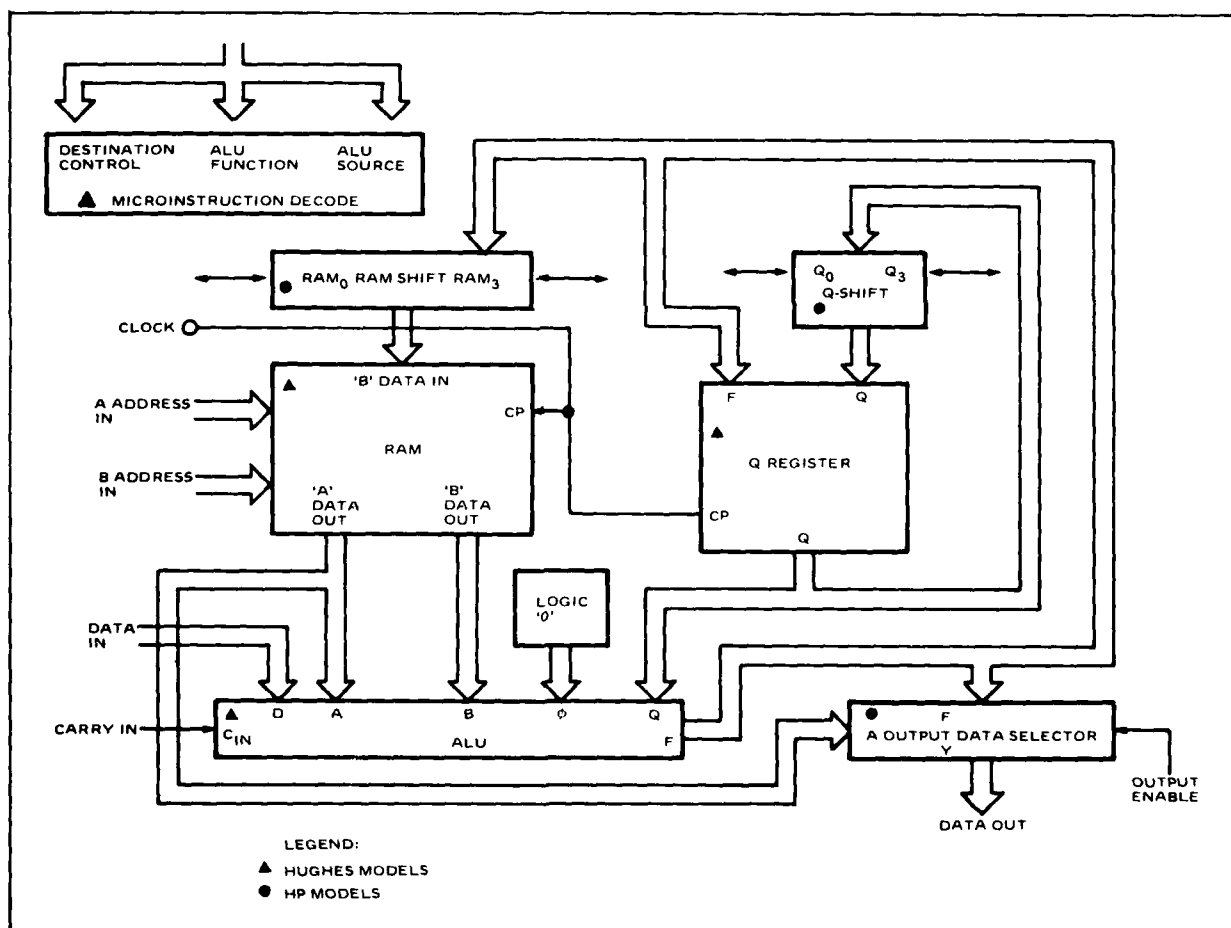 DESTINATION CONTROL
ALU FUNCTION
ALU SOURCE
▲ MICROINSTRUCTION DECODE
RAM0 RAM SHIFT RAM3
Q0 Q3
Q-SHIFT
CLOCK
'B' DATA IN
A ADDRESS IN
CP
RAM
B ADDRESS IN
'A' DATA OUT
'B' DATA OUT
F Q
Q REGISTER
CP
Q
LOGIC '0'
DATA IN
D A B Ø Q
CARRY IN
CIN
ALU
F
F
A OUTPUT DATA SELECTOR
Y
OUTPUT ENABLE
DATA OUT
LEGEND:
▲ HUGHES MODELS
● HP MODELS